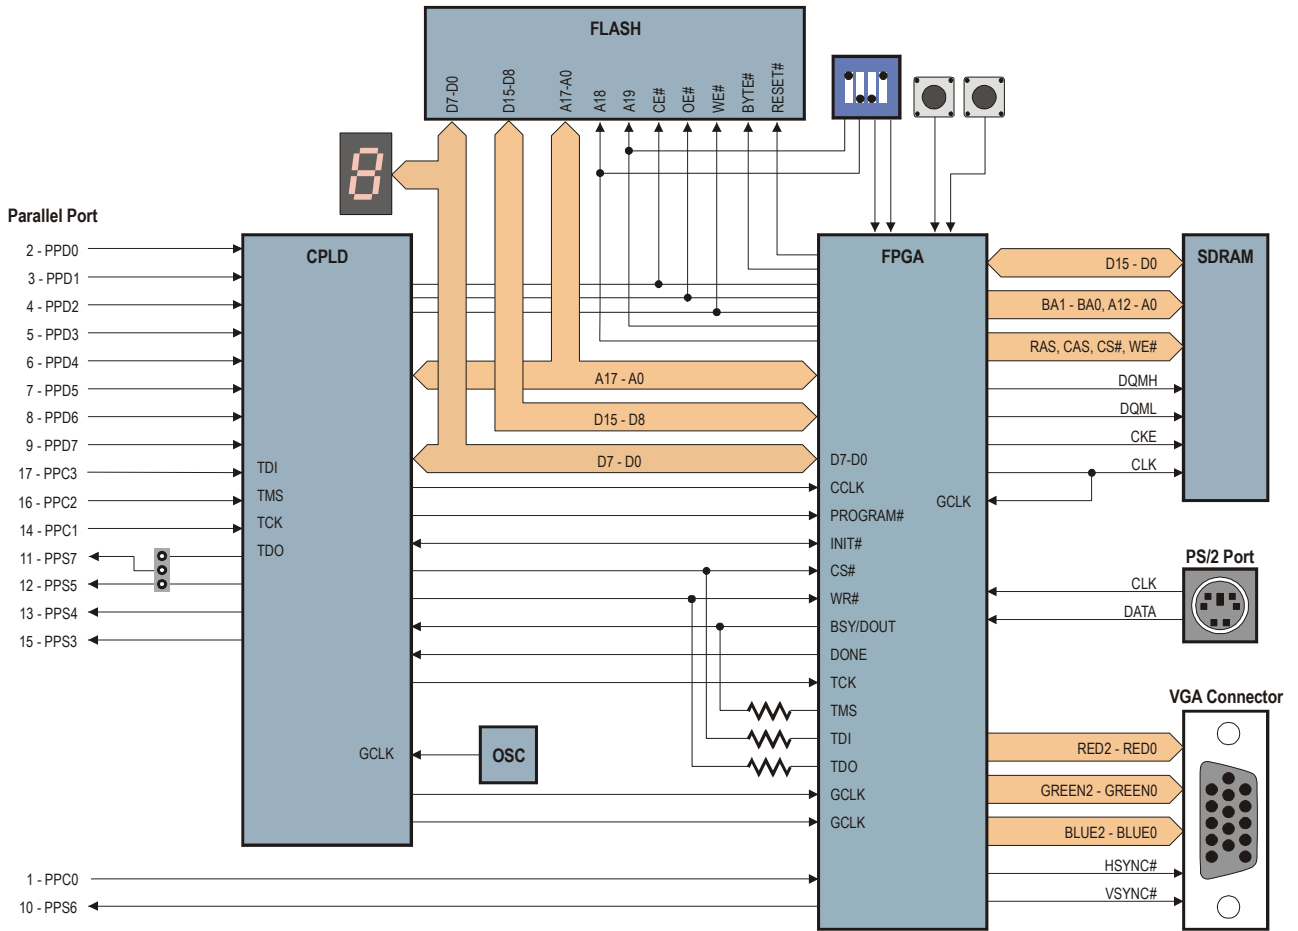 FLASH
D7-D0
D15-D8
A17-A0
A18
A19
CE#
OE#
WE#
BYTE#
RESET#
8
Parallel Port
2 - PPD0
3 - PPD1
4 - PPD2
5 - PPD3
6 - PPD4
7 - PPD5
8 - PPD6
9 - PPD7
17 - PPC3
16 - PPC2
14 - PPC1
11 - PPS7
12 - PPS5
13 - PPS4
15 - PPS3
1 - PPC0
10 - PPS6
CPLD
TDI
TMS
TCK
TDO
GCLK
OSC
A17 - A0
D15 - D8
D7 - D0
FPGA
D7-D0
CCLK
PROGRAM#
INIT#
CS#
WR#
BSY/DOUT
DONE
TCK
TMS
TDI
TDO
GCLK
GCLK
GCLK
D15 - D0
BA1 - BA0, A12 - A0
RAS, CAS, CS#, WE#
DQMH
DQML
CKE
CLK
SDRAM
PS/2 Port
CLK
DATA
VGA Connector
RED2 - RED0
GREEN2 - GREEN0
BLUE2 - BLUE0
HSYNC#
VSYNC#